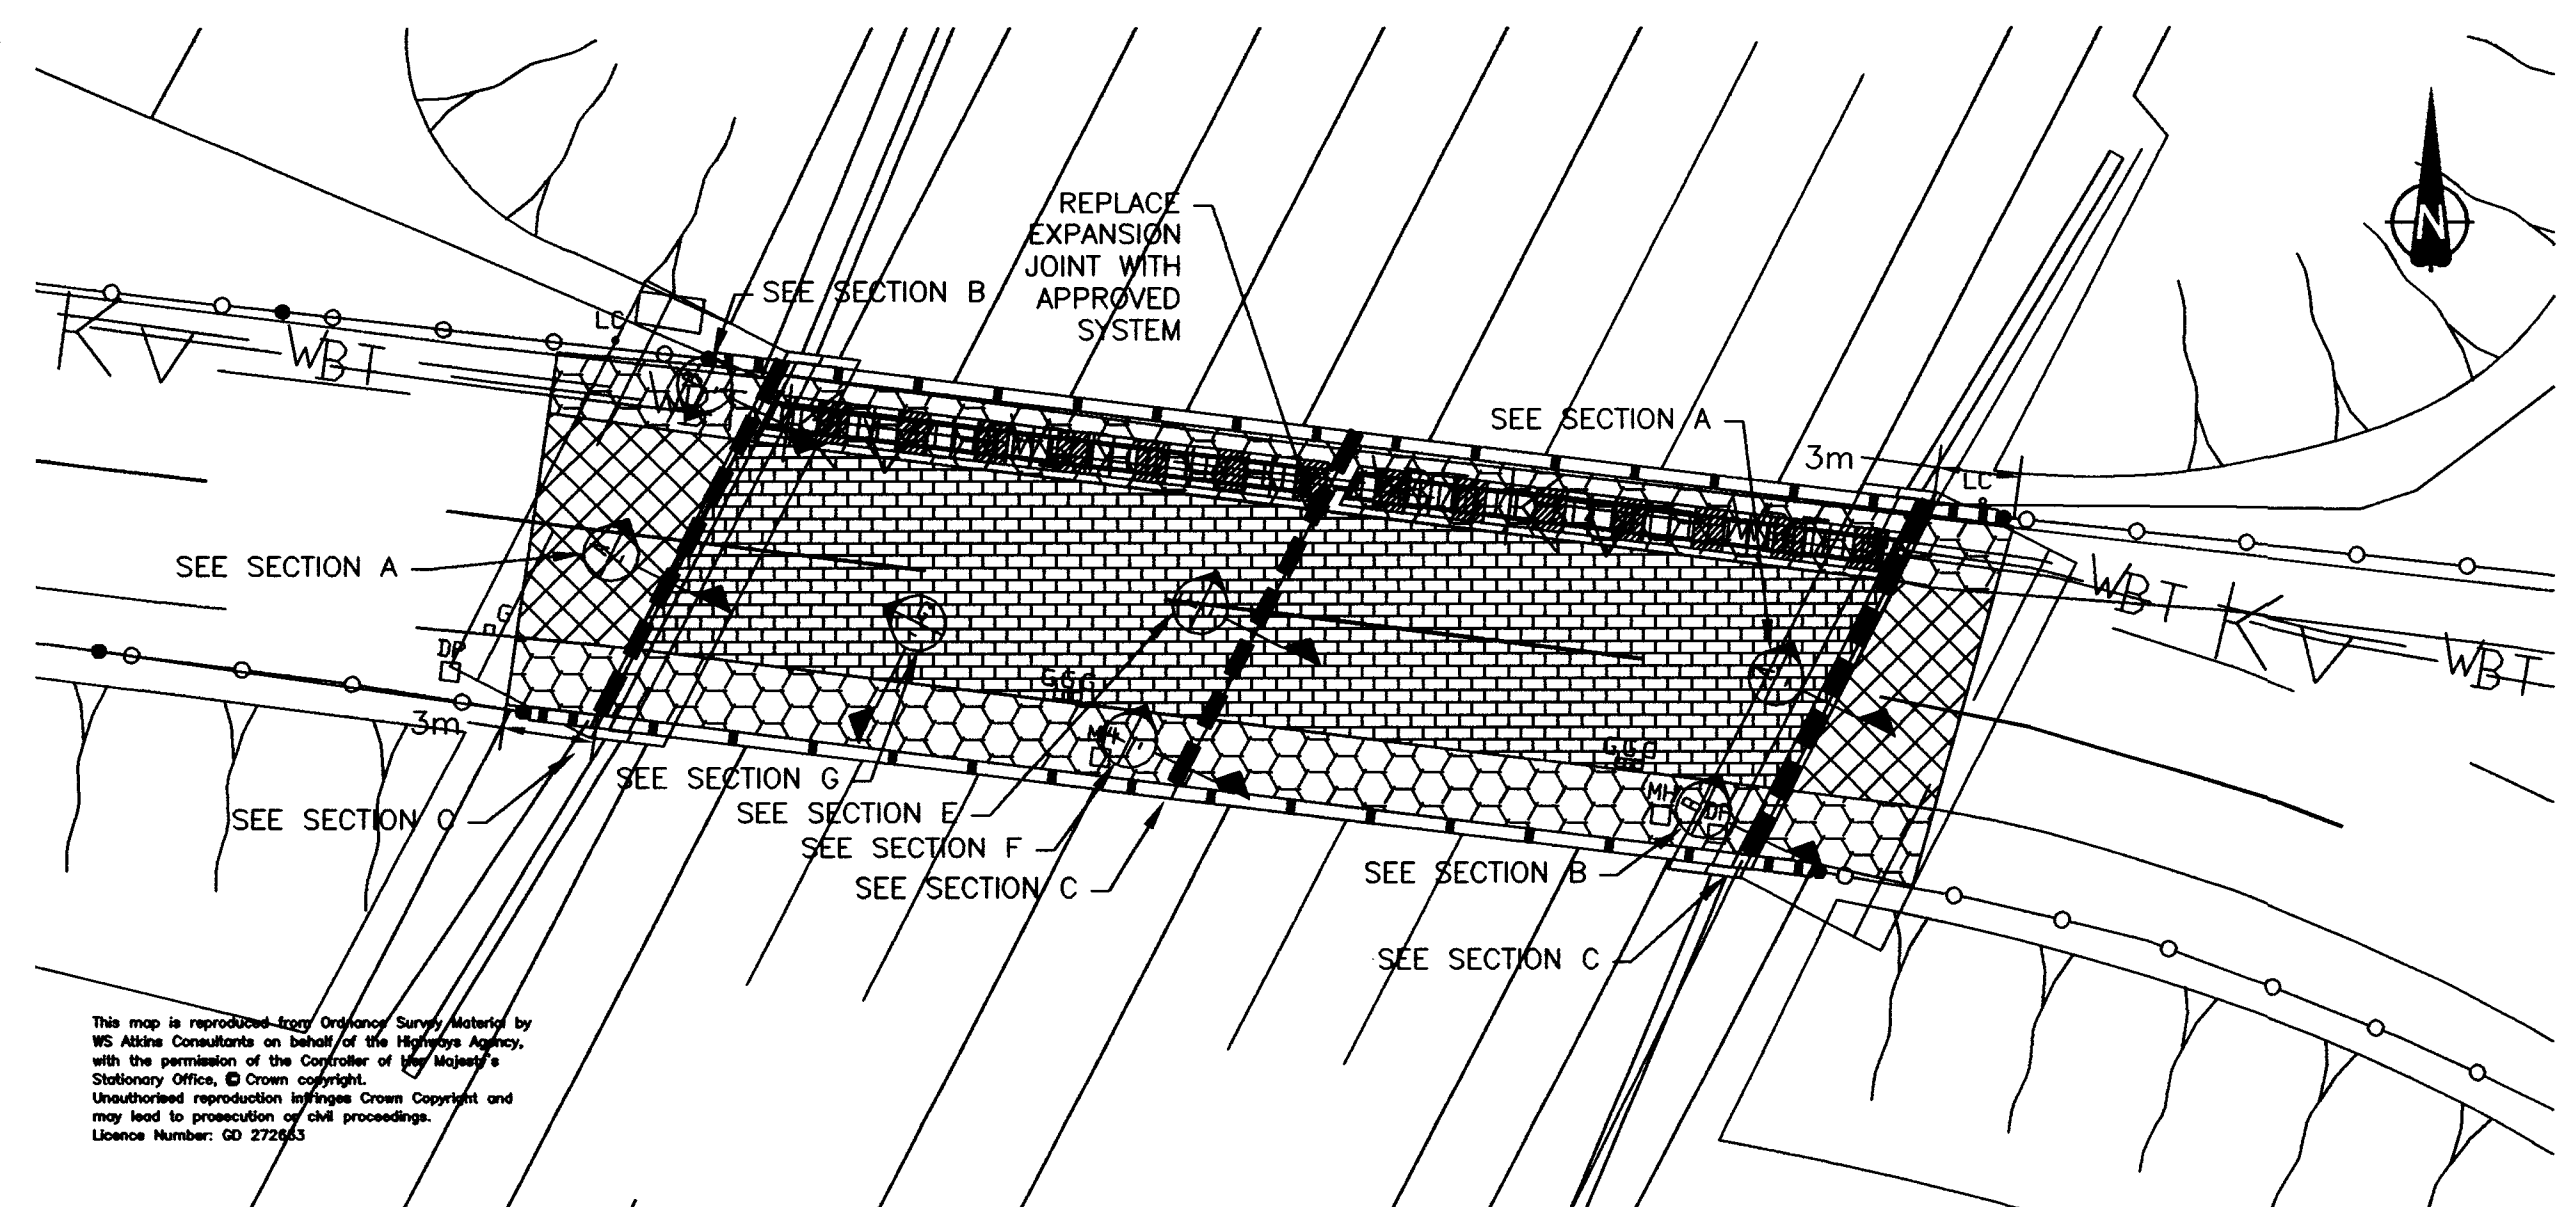 REPLACE
EXPANSION
JOINT WITH
APPROVED
SYSTEM
N
SEE SECTION B
LC
K V
WBT
SEE SECTION A
3m
LC
SEE SECTION A
G
DP
WBT
K V
WBT
GGG
3m
MH
GGG
SEE SECTION G
MH
B
DP
SEE SECTION E
SEE SECTION C
SEE SECTION F
SEE SECTION B
SEE SECTION C
SEE SECTION C
This map is reproduced from Ordnance Survey Material by
WS Atkins Consultants on behalf of the Highways Agency,
with the permission of the Controller of Her Majesty's
Stationary Office, © Crown copyright.
Unauthorised reproduction infringes Crown Copyright and
may lead to prosecution or civil proceedings.
Licence Number: GD 272663